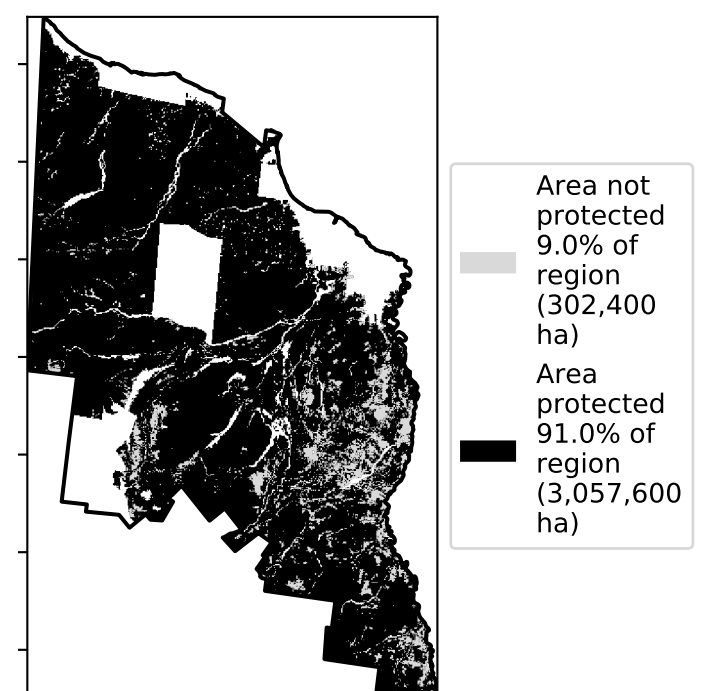 Area not
protected
9.0% of
region
(302,400
ha)
Area
protected
91.0% of
region
(3,057,600
ha)